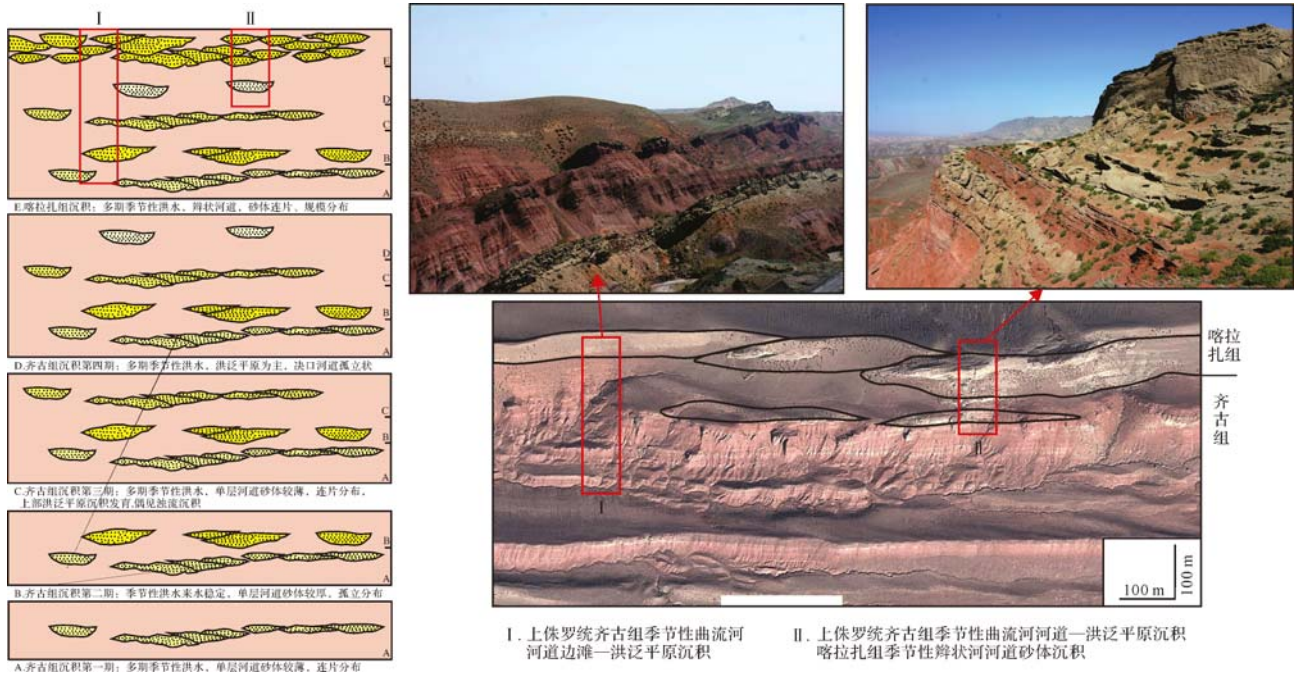 I
II
E
D
C
B
A
E.喀拉扎组沉积：多期季节性洪水，辫状河道，砂体连片、规模分布
D
C
B
A
D.齐古组沉积第四期：多期季节性洪水，洪泛平原为主，决口河道孤立状
C
B
A
C.齐古组沉积第三期：多期季节性洪水，单层河道砂体较薄，连片分布，
上部洪泛平原沉积发育,偶见浊流沉积
B
A
B.齐古组沉积第二期：季节性洪水来水稳定，单层河道砂体较厚，孤立分布
A
A.齐古组沉积第一期：多期季节性洪水，单层河道砂体较薄，连片分布
喀拉
扎组
齐
古
组
I
II
100 m
100 m
I . 上侏罗统齐古组季节性曲流河
河道边滩—洪泛平原沉积
II . 上侏罗统齐古组季节性曲流河河道—洪泛平原沉积
喀拉扎组季节性辫状河河道砂体沉积